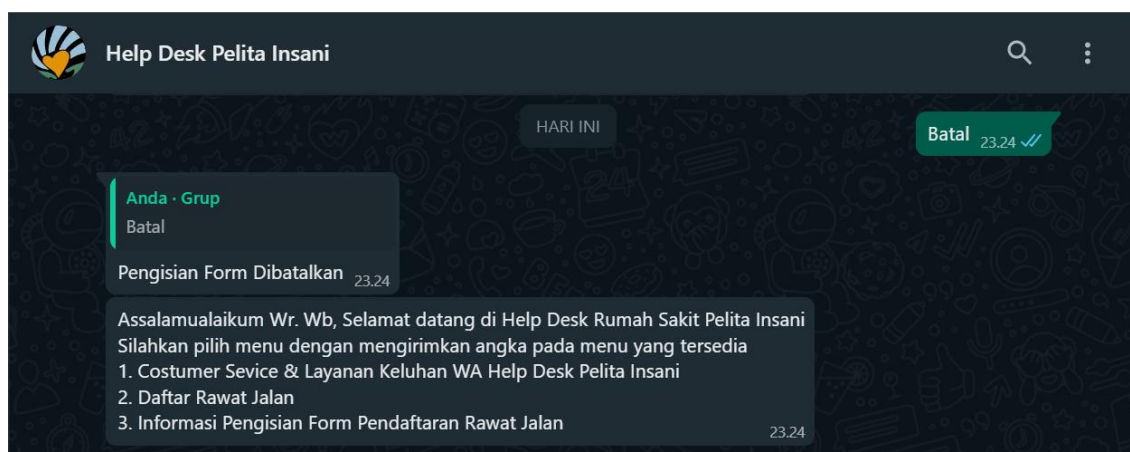 Help Desk Pelita Insani
HARI INI
Batal 23.24
Anda · Grup
Batal
Pengisian Form Dibatalkan 23.24
Assalamualaikum Wr. Wb, Selamat datang di Help Desk Rumah Sakit Pelita Insani
Silahkan pilih menu dengan mengirimkan angka pada menu yang tersedia
1. Costumer Sevice & Layanan Keluhan WA Help Desk Pelita Insani
2. Daftar Rawat Jalan
3. Informasi Pengisian Form Pendaftaran Rawat Jalan 23.24